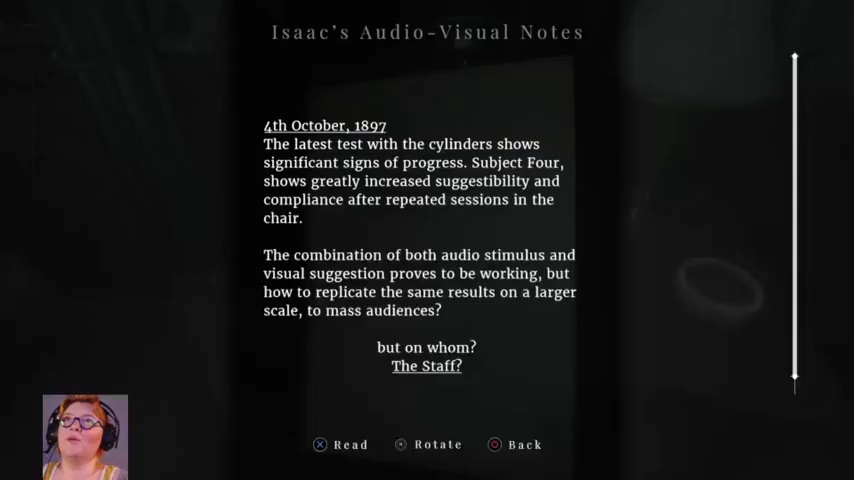 Isaac's Audio-Visual Notes
4th October, 1897
The latest test with the cylinders shows
significant signs of progress. Subject Four,
shows greatly increased suggestibility and
compliance after repeated sessions in the
chair.
The combination of both audio stimulus and
visual suggestion proves to be working, but
how to replicate the same results on a larger
scale, to mass audiences?
but on whom?
The Staff?
Read Rotate Back